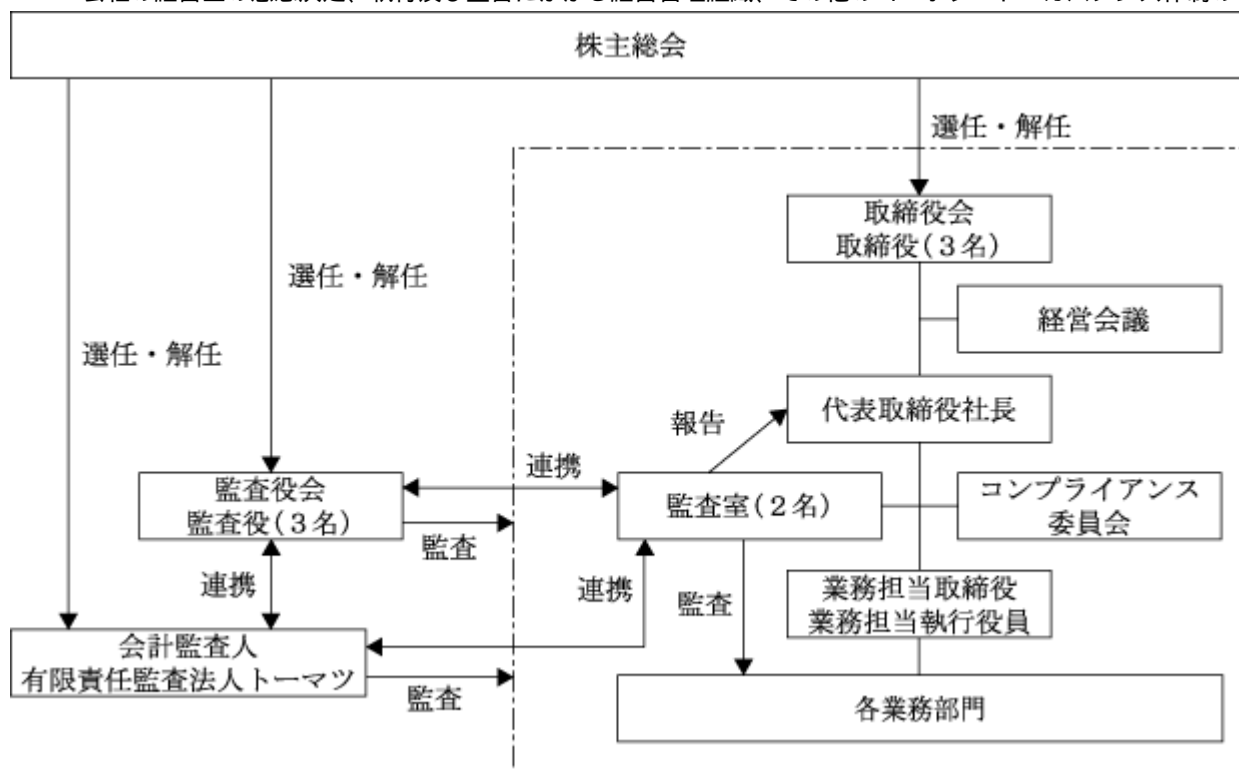 株主総会
選任・解任
取締役会
取締役(3名)
選任・解任
経営会議
選任・解任
代表取締役社長
報告
連携
監査役会
監査役(3名)
監査室(2名)
コンプライアンス
委員会
監査
連携
連携
監査
業務担当取締役
業務担当執行役員
会計監査人
有限責任監査法人トーマツ
監査
各業務部門